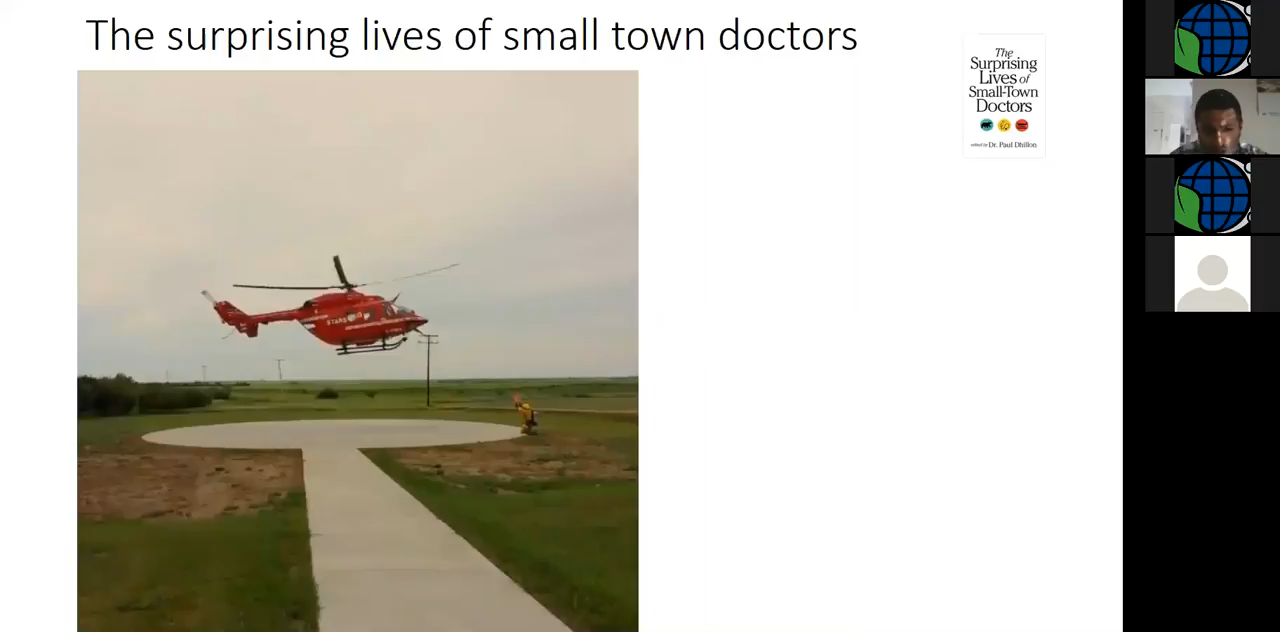 The surprising lives of small town doctors
The
Surprising
Lives of
Small-Town
Doctors
edited by Dr. Paul Dhillon
STARS